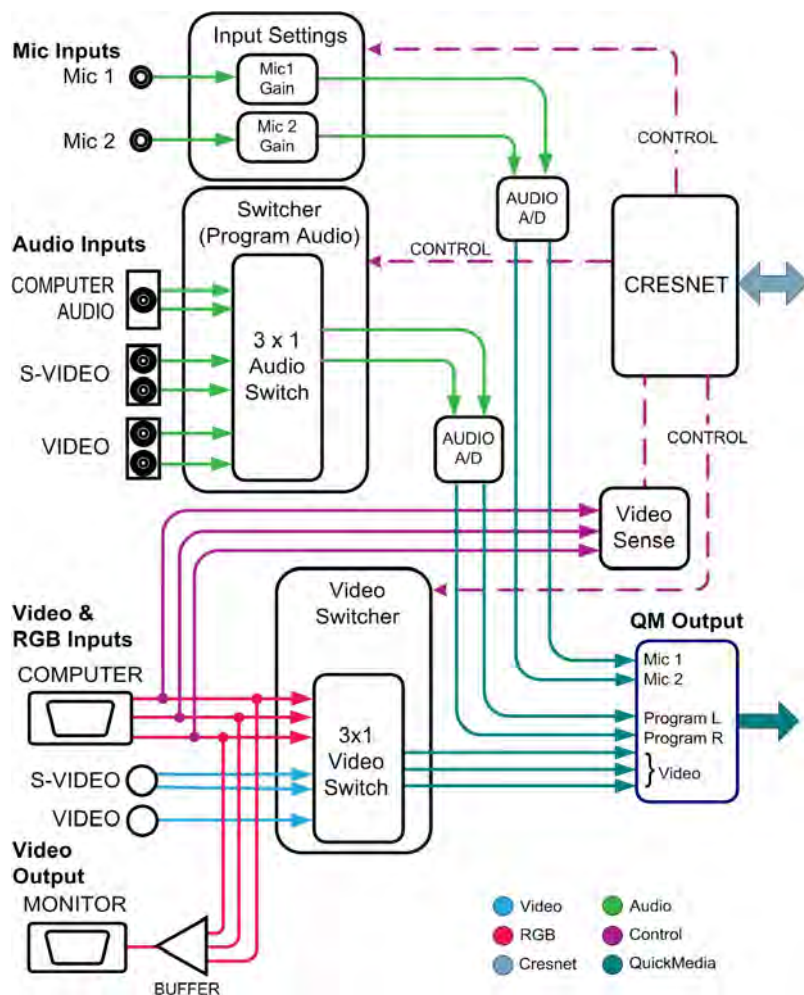 Mic Inputs
Mic 1
Mic 2
Input Settings
Mic1
Gain
Mic 2
Gain
CONTROL
AUDIO
A/D
Switcher
(Program Audio)
CONTROL
CRESNET
Audio Inputs
COMPUTER
AUDIO
S-VIDEO
VIDEO
3 x 1
Audio
Switch
AUDIO
A/D
CONTROL
Video
Sense
Video &
RGB Inputs
COMPUTER
S-VIDEO
VIDEO
Video
Switcher
3x1
Video
Switch
QM Output
Mic 1
Mic 2
Program L
Program R
} Video
Video
Output
MONITOR
BUFFER
Video
RGB
Cresnet
Audio
Control
QuickMedia